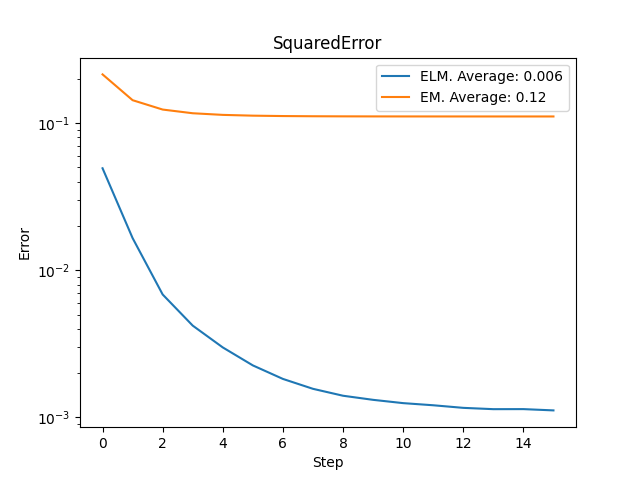 SquaredError
ELM. Average: 0.006
EM. Average: 0.12
Error
10⁻¹
10⁻²
10⁻³
0 2 4 6 8 10 12 14
Step